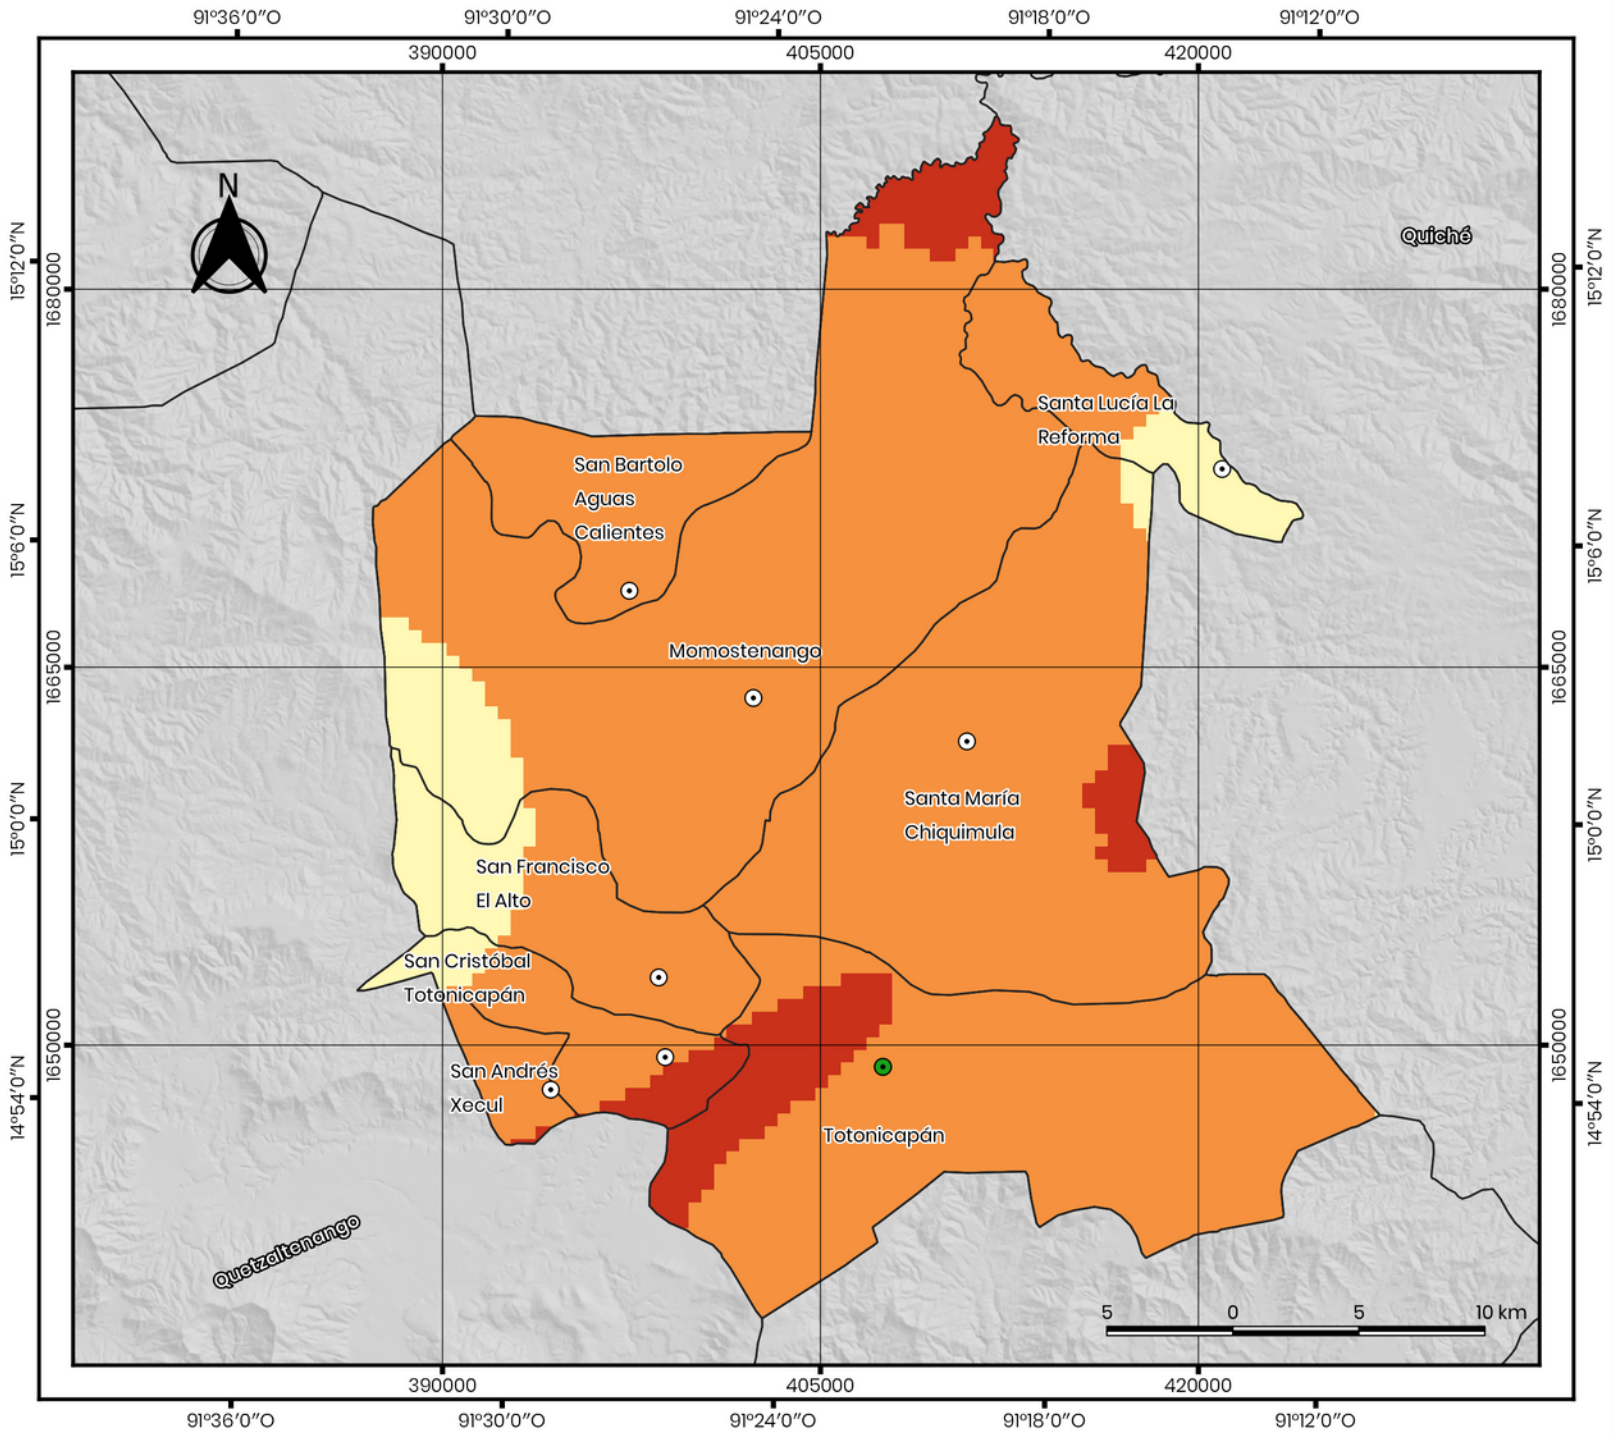 91°36'0"O 91°30'0"O 91°24'0"O 91°18'0"O 91°12'0"O
390000 405000 420000
N
Quiché
15°12'0"N 1680000 1680000 15°12'0"N
Santa Lucía La
Reforma
San Bartolo
Aguas
Calientes
15°6'0"N 15°6'0"N
Momostenango
1665000 1665000
Santa María
Chiquimula
15°0'0"N 15°0'0"N
San Francisco
El Alto
San Cristóbal
Totonicapán
1650000 1650000
San Andrés
Xecul
14°54'0"N 14°54'0"N
Totonicapán
Quetzaltenango
5 0 5 10 km
390000 405000 420000
91°36'0"O 91°30'0"O 91°24'0"O 91°18'0"O 91°12'0"O